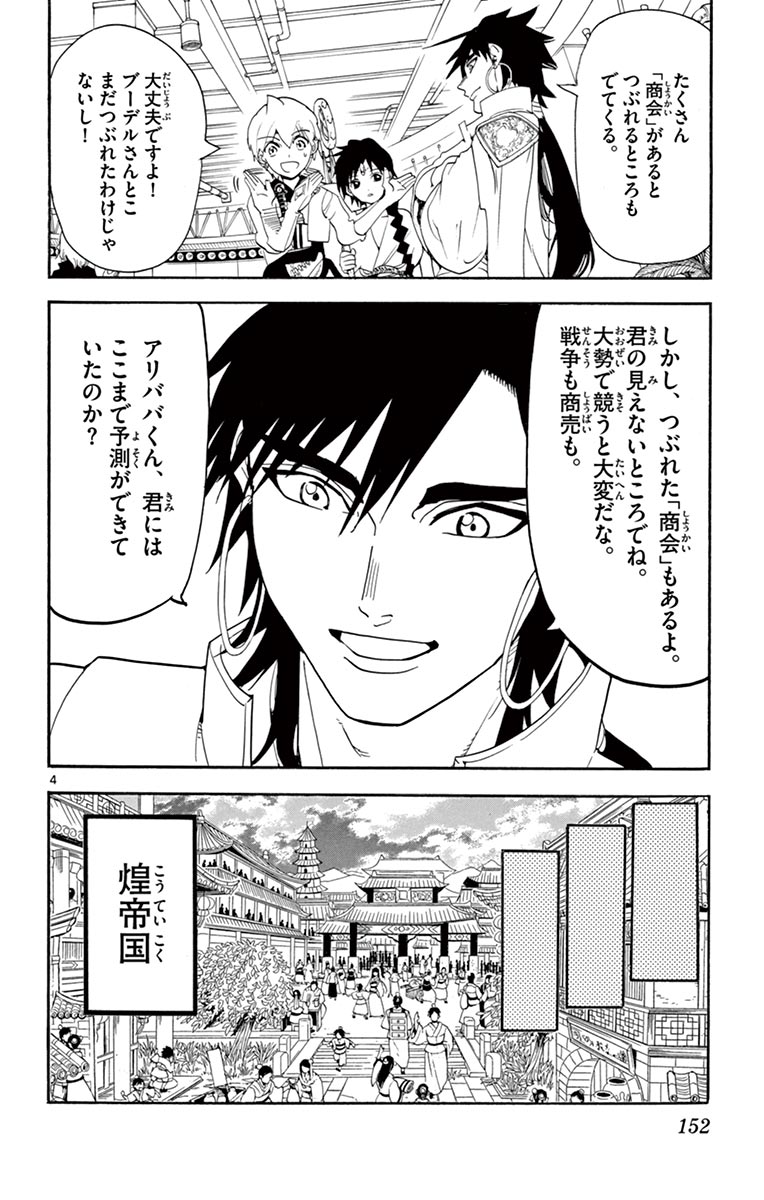 たくさん
「商会」があると
つぶれるところも
でてくる。
大丈夫ですよ！
ブーデルさんとこ
まだつぶれたわけじゃ
ないし！
しかし、つぶれた「商会」もあるよ。
君の見えないところでね。
大勢で競うと大変だな。
戦争も商売も。
アリババくん、君には
ここまで予測ができて
いたのか？
4
煌帝国
152